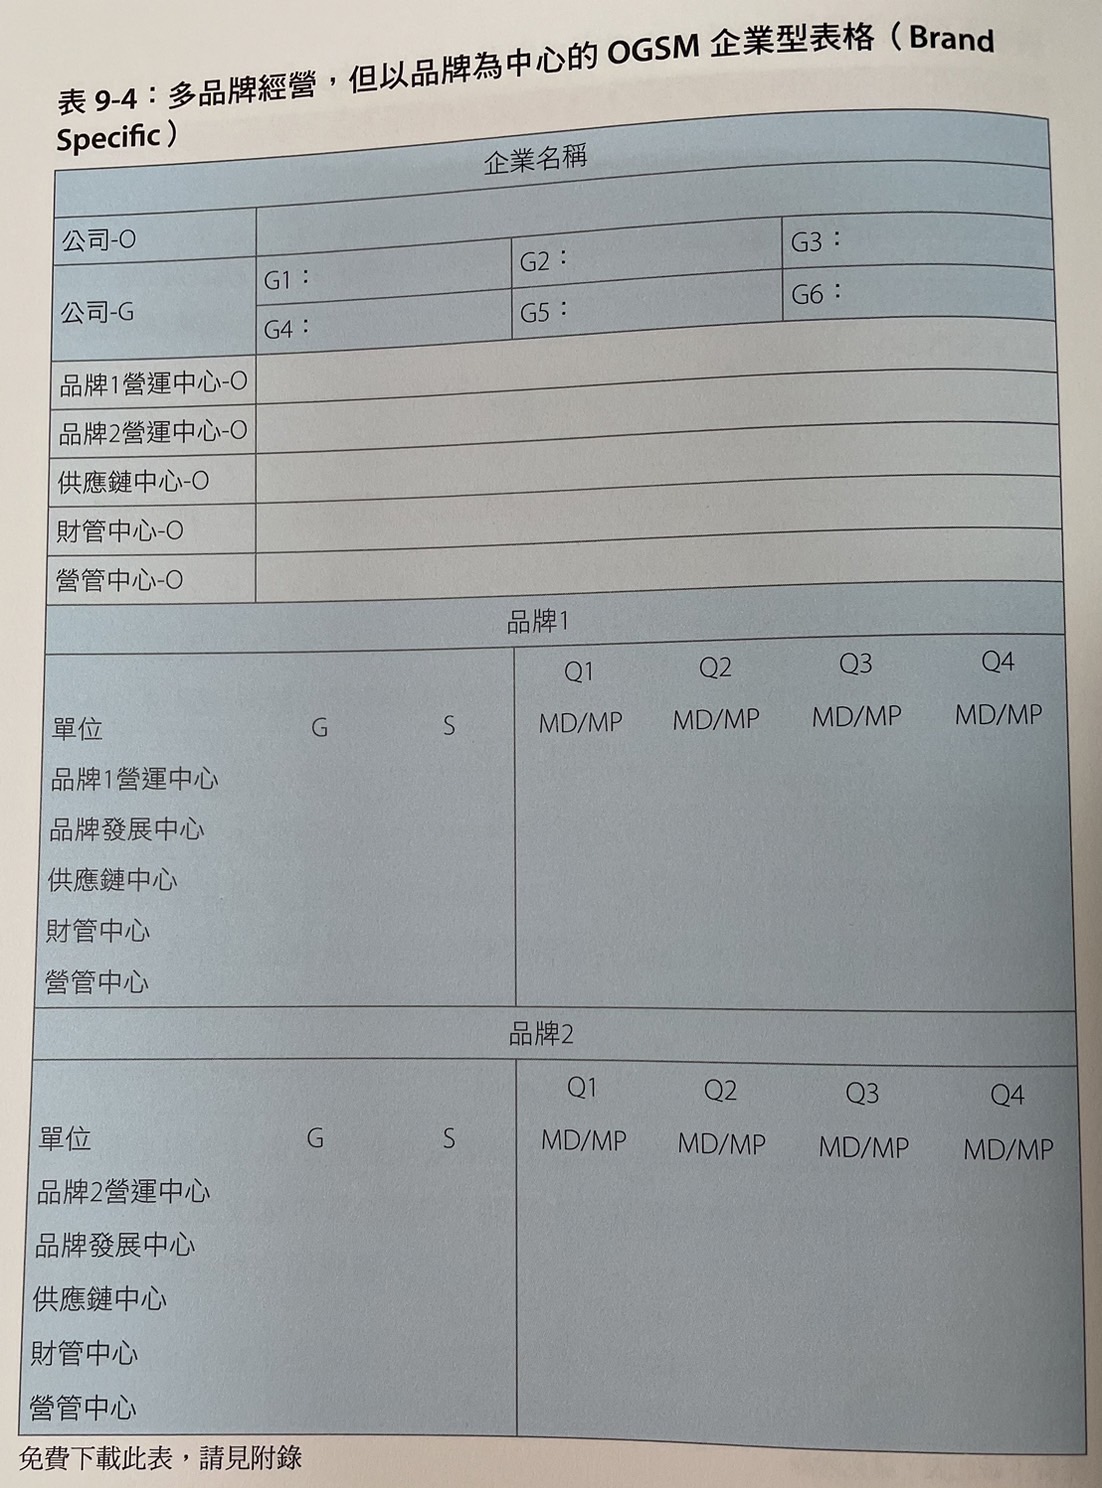 表 9-4：多品牌經營，但以品牌為中心的 OGSM 企業型表格（Brand
Specific）
企業名稱
公司-O
公司-G
G1： G2： G3：
G4： G5： G6：
品牌1營運中心-O
品牌2營運中心-O
供應鏈中心-O
財管中心-O
營管中心-O
品牌1
Q1 Q2 Q3 Q4
單位 G S MD/MP MD/MP MD/MP MD/MP
品牌1營運中心
品牌發展中心
供應鏈中心
財管中心
營管中心
品牌2
Q1 Q2 Q3 Q4
單位 G S MD/MP MD/MP MD/MP MD/MP
品牌2營運中心
品牌發展中心
供應鏈中心
財管中心
營管中心
免費下載此表，請見附錄